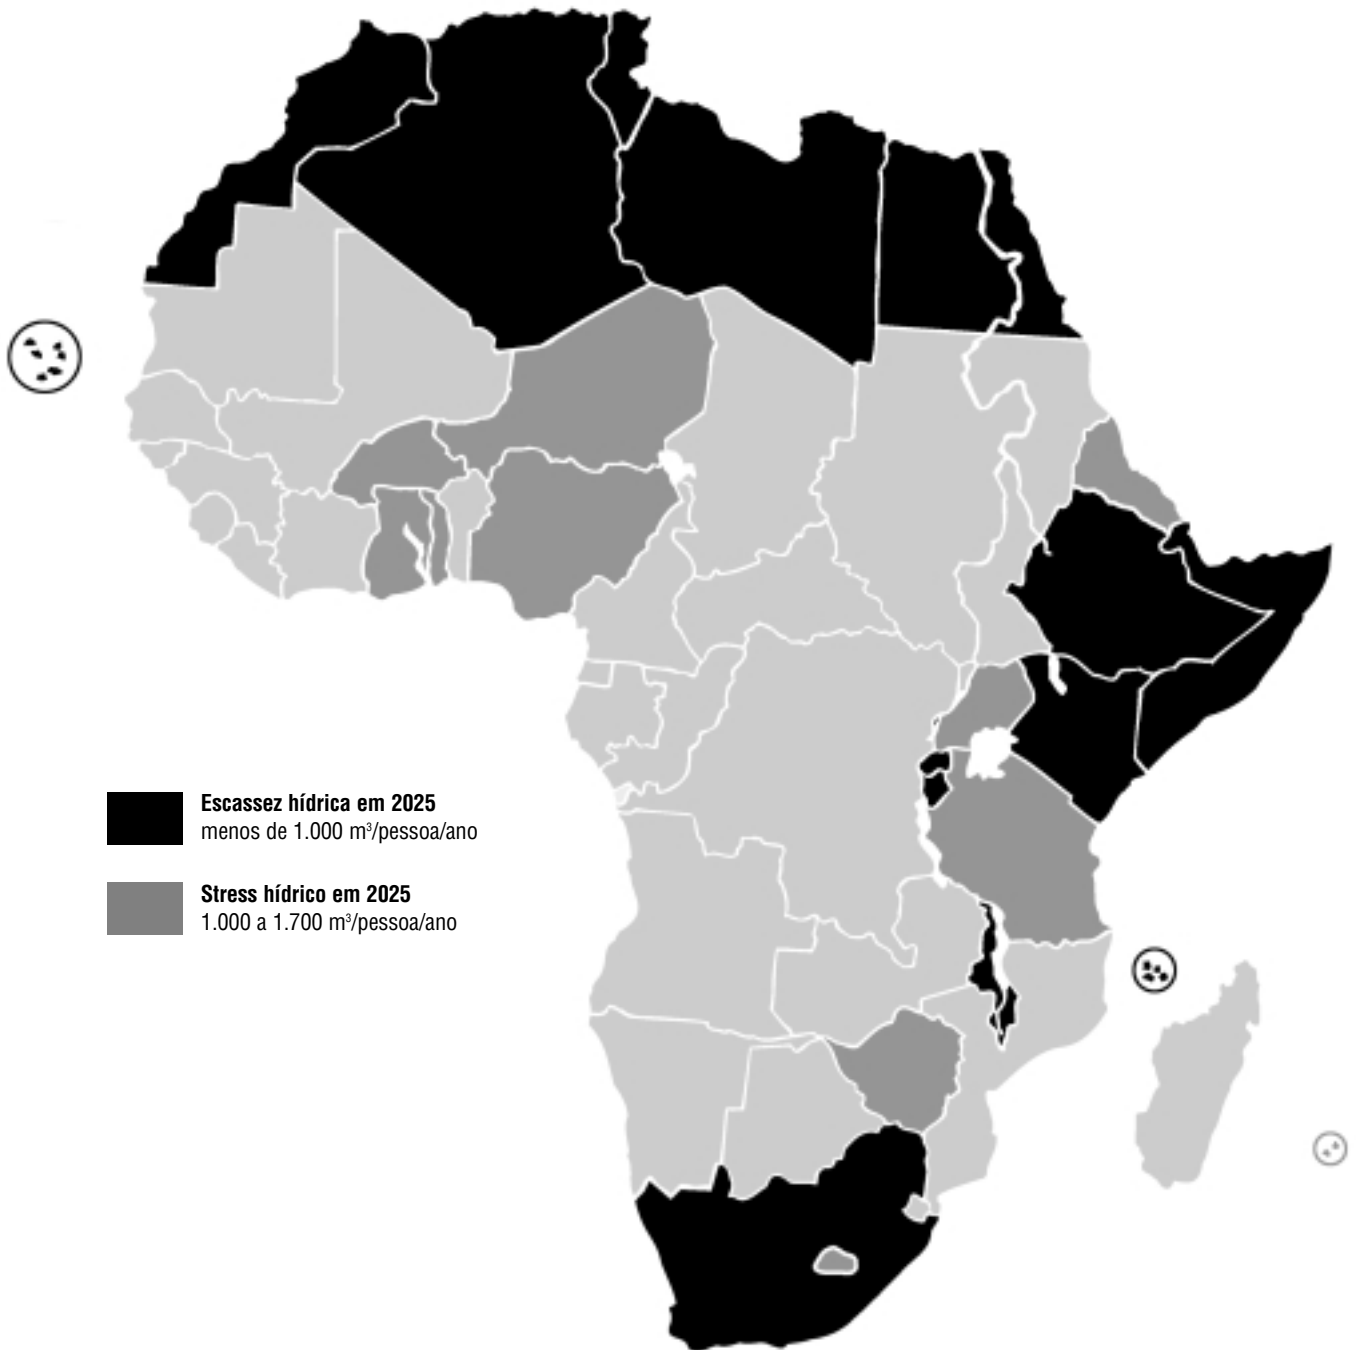 Escassez hídrica em 2025
menos de 1.000 m³/pessoa/ano
Stress hídrico em 2025
1.000 a 1.700 m³/pessoa/ano